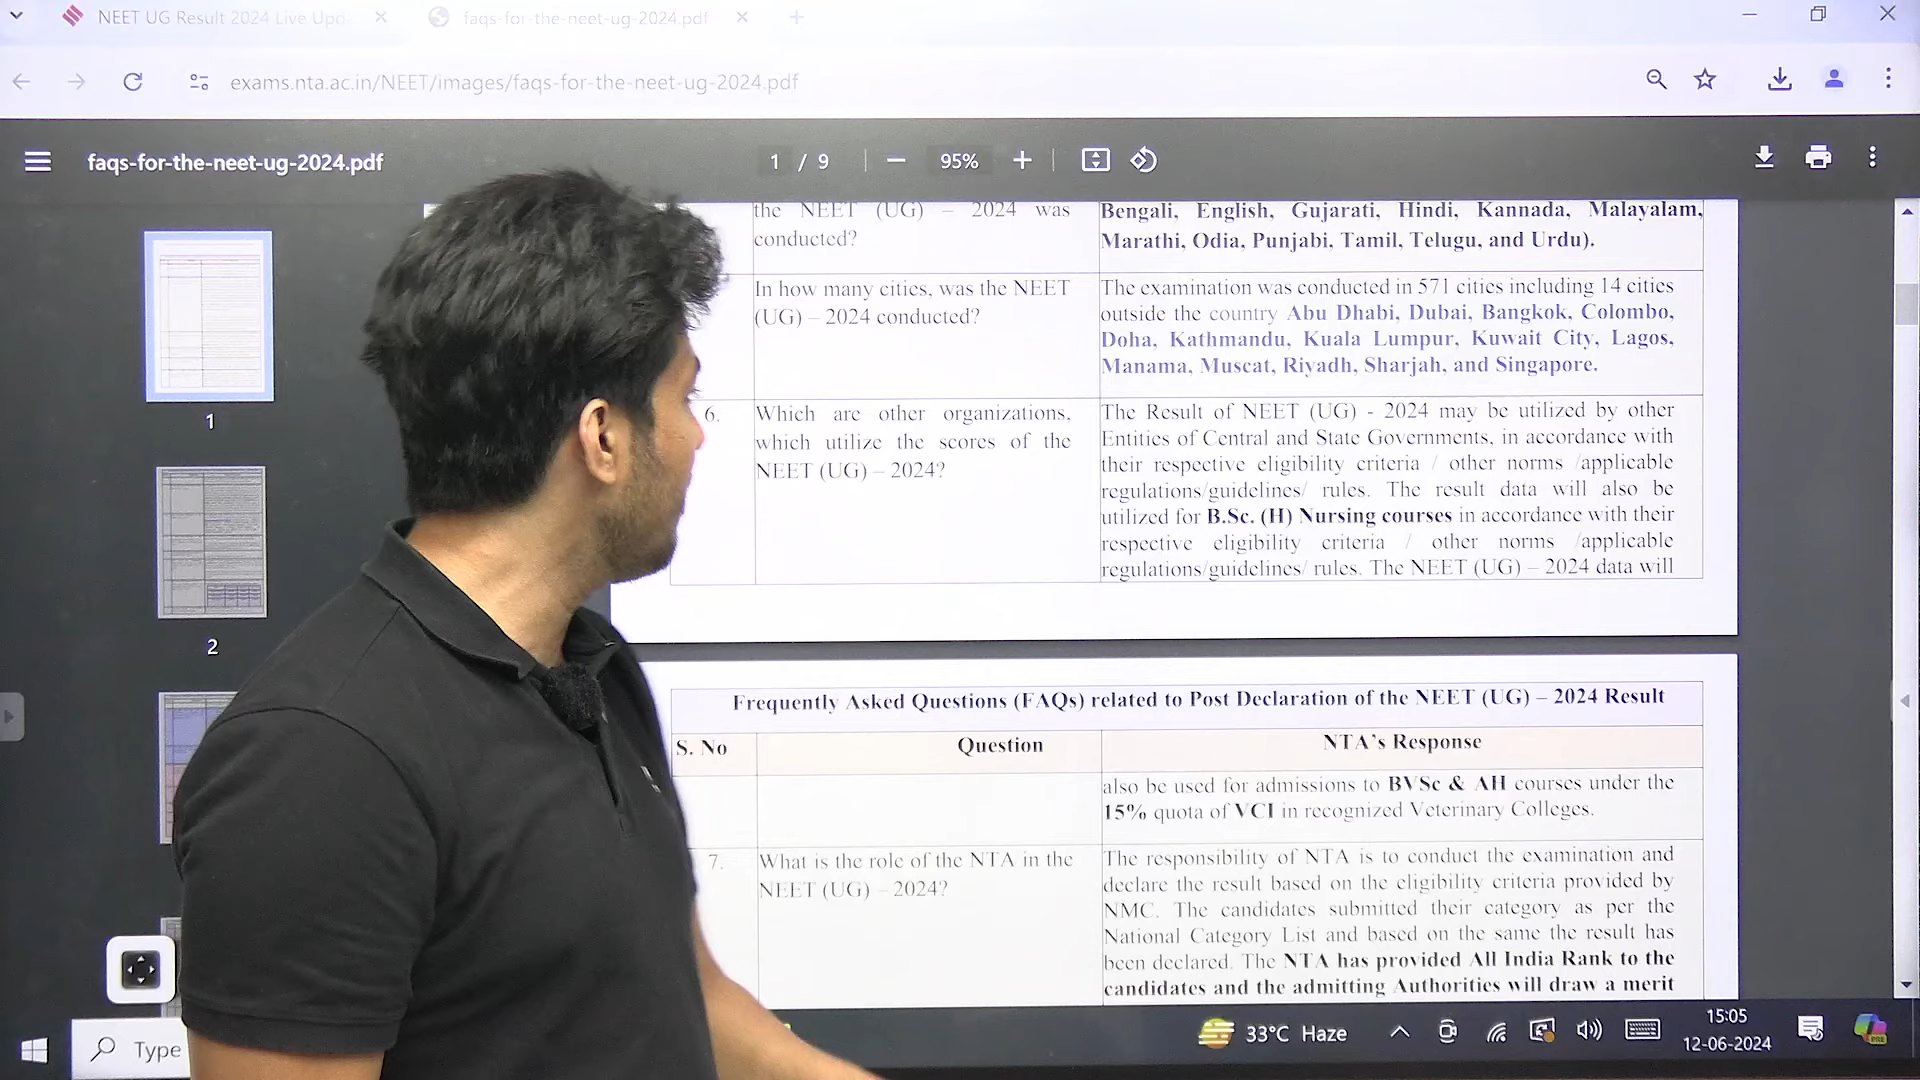 NEET UG Result 2024 Live Upd
faqs-for-the-neet-ug-2024.pdf
exams.nta.ac.in/NEET/images/faqs-for-the-neet-ug-2024.pdf
faqs-for-the-neet-ug-2024.pdf
1 / 9
95%
the NEET (UG) – 2024 was
conducted?
Bengali, English, Gujarati, Hindi, Kannada, Malayalam,
Marathi, Odia, Punjabi, Tamil, Telugu, and Urdu).
In how many cities, was the NEET
(UG) – 2024 conducted?
The examination was conducted in 571 cities including 14 cities
outside the country Abu Dhabi, Dubai, Bangkok, Colombo,
Doha, Kathmandu, Kuala Lumpur, Kuwait City, Lagos,
Manama, Muscat, Riyadh, Sharjah, and Singapore.
6.
Which are other organizations,
which utilize the scores of the
NEET (UG) – 2024?
The Result of NEET (UG) - 2024 may be utilized by other
Entities of Central and State Governments, in accordance with
their respective eligibility criteria / other norms /applicable
regulations/guidelines/ rules. The result data will also be
utilized for B.Sc. (H) Nursing courses in accordance with their
respective eligibility criteria / other norms /applicable
regulations/guidelines/ rules. The NEET (UG) – 2024 data will
1
2
Frequently Asked Questions (FAQs) related to Post Declaration of the NEET (UG) – 2024 Result
S. No
Question
NTA's Response
also be used for admissions to BVSc & AH courses under the
15% quota of VCI in recognized Veterinary Colleges.
7.
What is the role of the NTA in the
NEET (UG) – 2024?
The responsibility of NTA is to conduct the examination and
declare the result based on the eligibility criteria provided by
NMC. The candidates submitted their category as per the
National Category List and based on the same the result has
been declared. The NTA has provided All India Rank to the
candidates and the admitting Authorities will draw a merit
Type
33°C Haze
15:05
12-06-2024